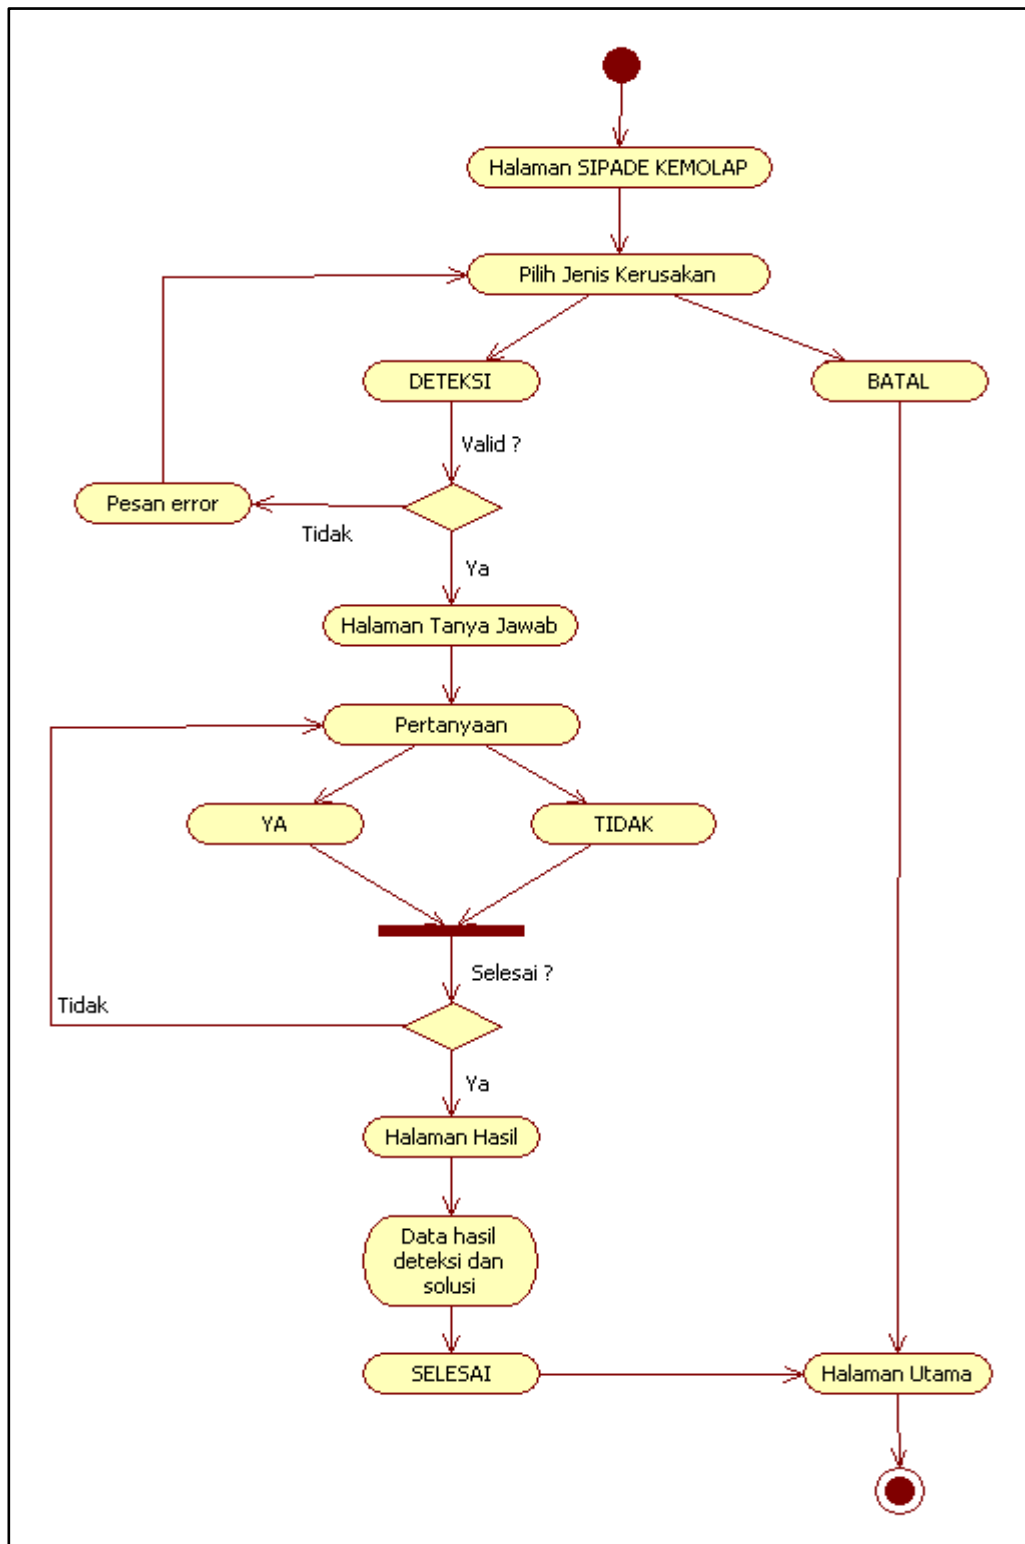 Halaman SIPADE KEMOLAP
Pilih Jenis Kerusakan
DETEKSI
BATAL
Valid ?
Pesan error
Tidak
Ya
Halaman Tanya Jawab
Pertanyaan
YA
TIDAK
Selesai ?
Tidak
Ya
Halaman Hasil
Data hasil
deteksi dan
solusi
SELESAI
Halaman Utama